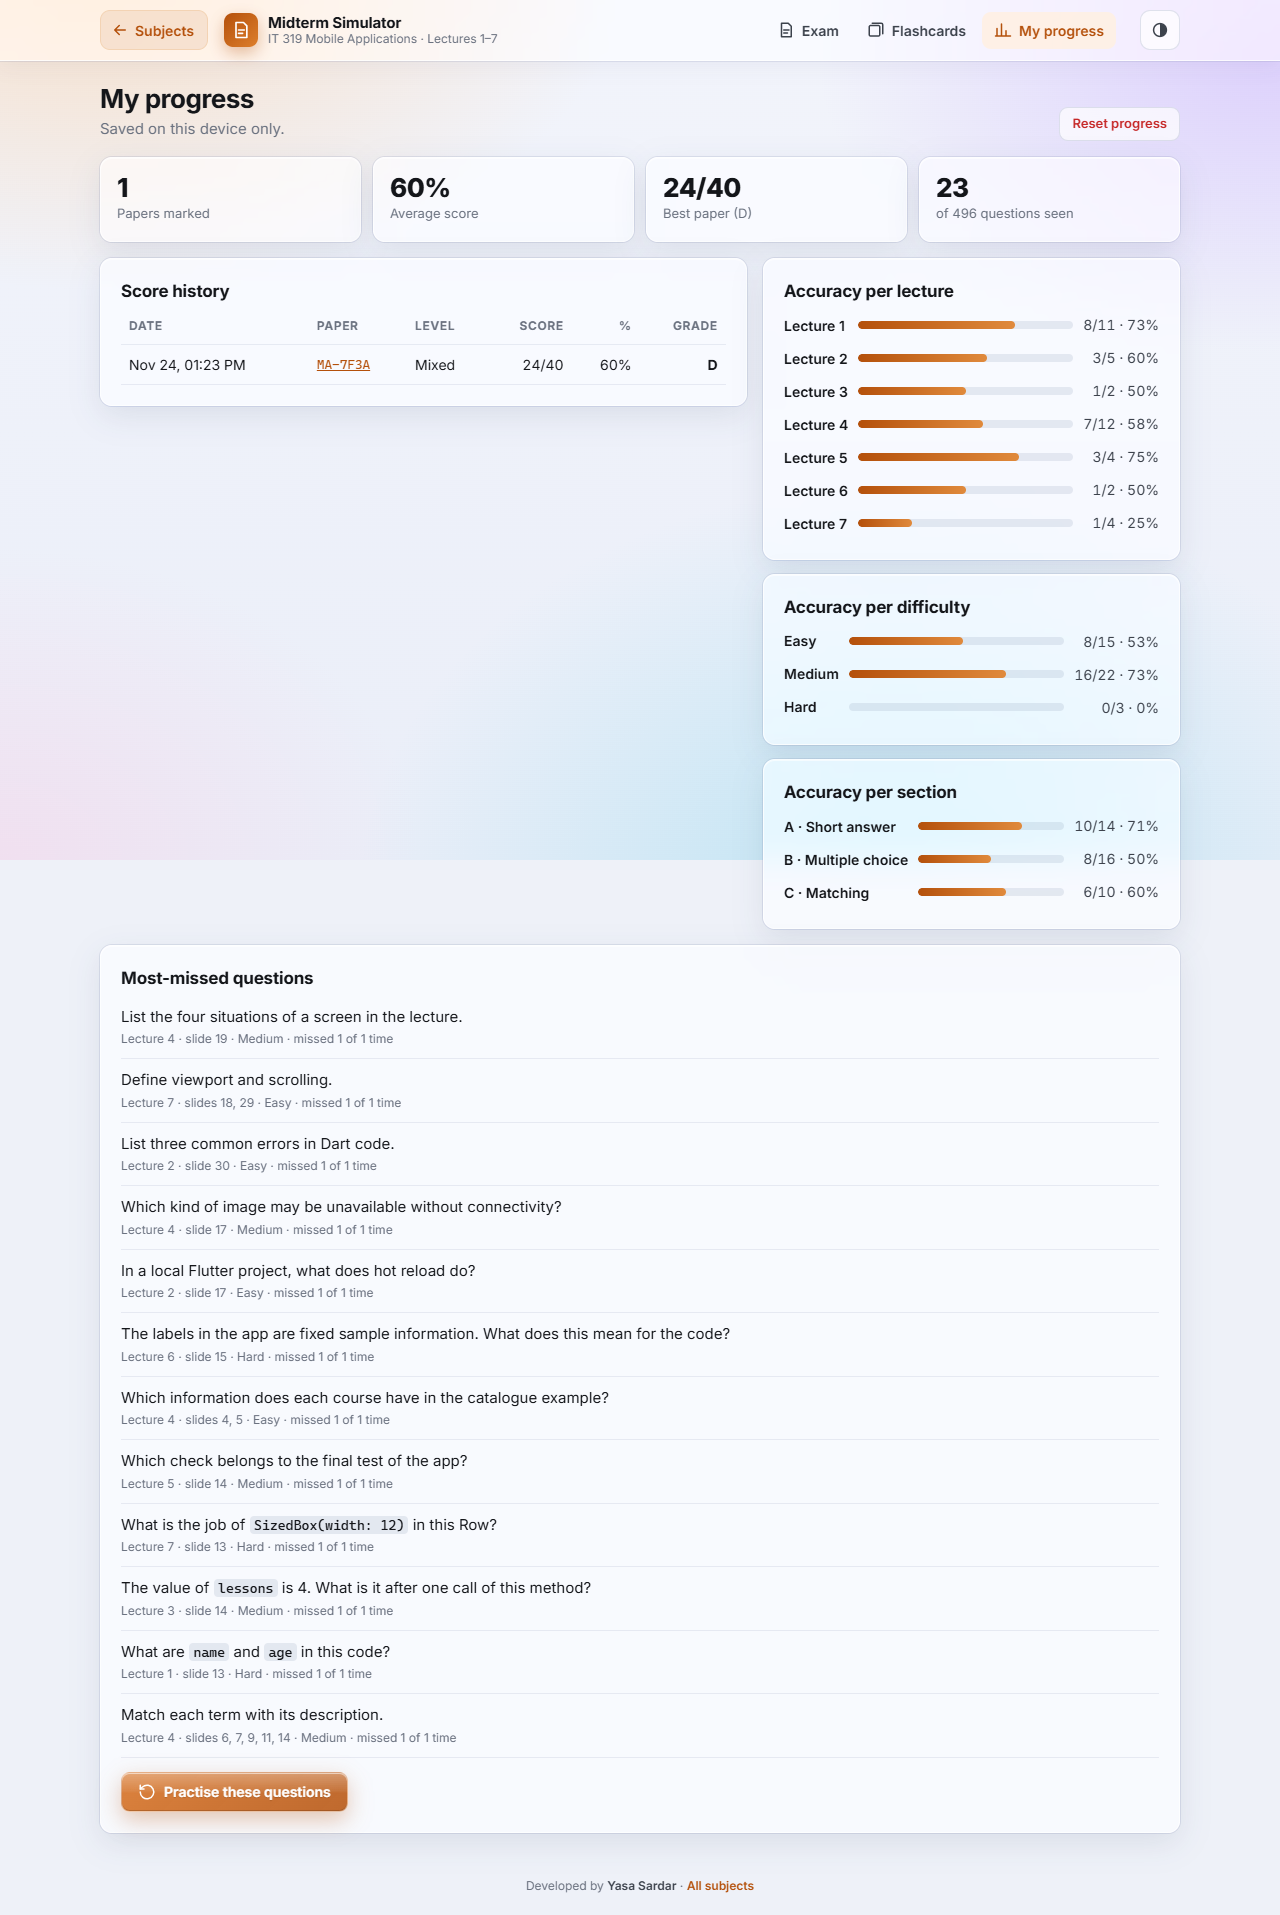 Subjects
Midterm Simulator
IT 319 Mobile Applications · Lectures 1–7
Exam
Flashcards
My progress
My progress
Saved on this device only.
Reset progress
1
Papers marked
60%
Average score
24/40
Best paper (D)
23
of 496 questions seen
Score history
DATE PAPER LEVEL SCORE % GRADE
Nov 24, 01:23 PM MA-7F3A Mixed 24/40 60% D
Accuracy per lecture
Lecture 1 8/11 · 73%
Lecture 2 3/5 · 60%
Lecture 3 1/2 · 50%
Lecture 4 7/12 · 58%
Lecture 5 3/4 · 75%
Lecture 6 1/2 · 50%
Lecture 7 1/4 · 25%
Accuracy per difficulty
Easy 8/15 · 53%
Medium 16/22 · 73%
Hard 0/3 · 0%
Accuracy per section
A · Short answer 10/14 · 71%
B · Multiple choice 8/16 · 50%
C · Matching 6/10 · 60%
Most-missed questions
List the four situations of a screen in the lecture.
Lecture 4 · slide 19 · Medium · missed 1 of 1 time
Define viewport and scrolling.
Lecture 7 · slides 18, 29 · Easy · missed 1 of 1 time
List three common errors in Dart code.
Lecture 2 · slide 30 · Easy · missed 1 of 1 time
Which kind of image may be unavailable without connectivity?
Lecture 4 · slide 17 · Medium · missed 1 of 1 time
In a local Flutter project, what does hot reload do?
Lecture 2 · slide 17 · Easy · missed 1 of 1 time
The labels in the app are fixed sample information. What does this mean for the code?
Lecture 6 · slide 15 · Hard · missed 1 of 1 time
Which information does each course have in the catalogue example?
Lecture 4 · slides 4, 5 · Easy · missed 1 of 1 time
Which check belongs to the final test of the app?
Lecture 5 · slide 14 · Medium · missed 1 of 1 time
What is the job of SizedBox(width: 12) in this Row?
Lecture 7 · slide 13 · Hard · missed 1 of 1 time
The value of lessons is 4. What is it after one call of this method?
Lecture 3 · slide 14 · Medium · missed 1 of 1 time
What are name and age in this code?
Lecture 1 · slide 13 · Hard · missed 1 of 1 time
Match each term with its description.
Lecture 4 · slides 6, 7, 9, 11, 14 · Medium · missed 1 of 1 time
Practise these questions
Developed by Yasa Sardar · All subjects